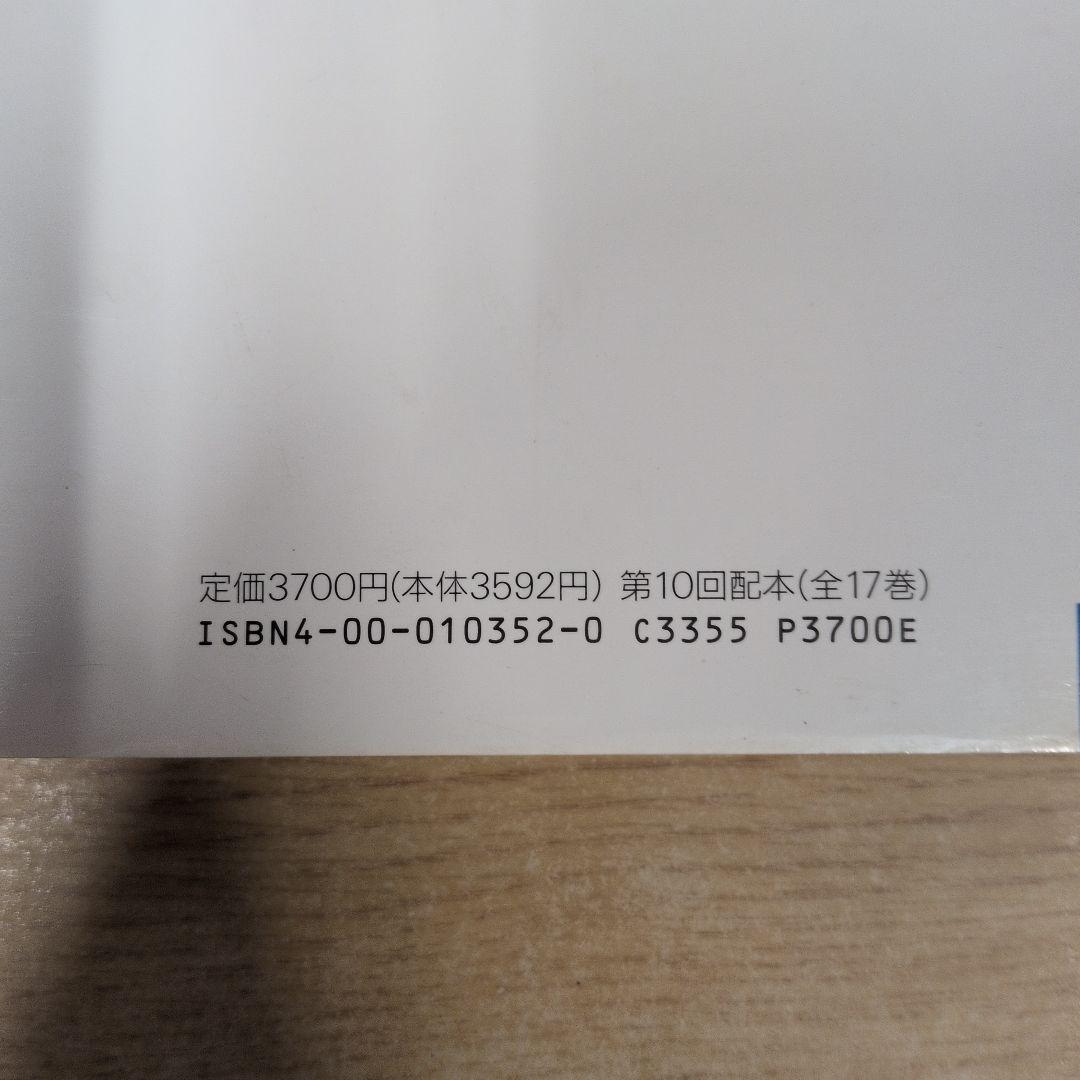 定価3700円(本体3592円) 第10回配本(全17巻)
ISBN4-00-010352-0 C3355 P3700E